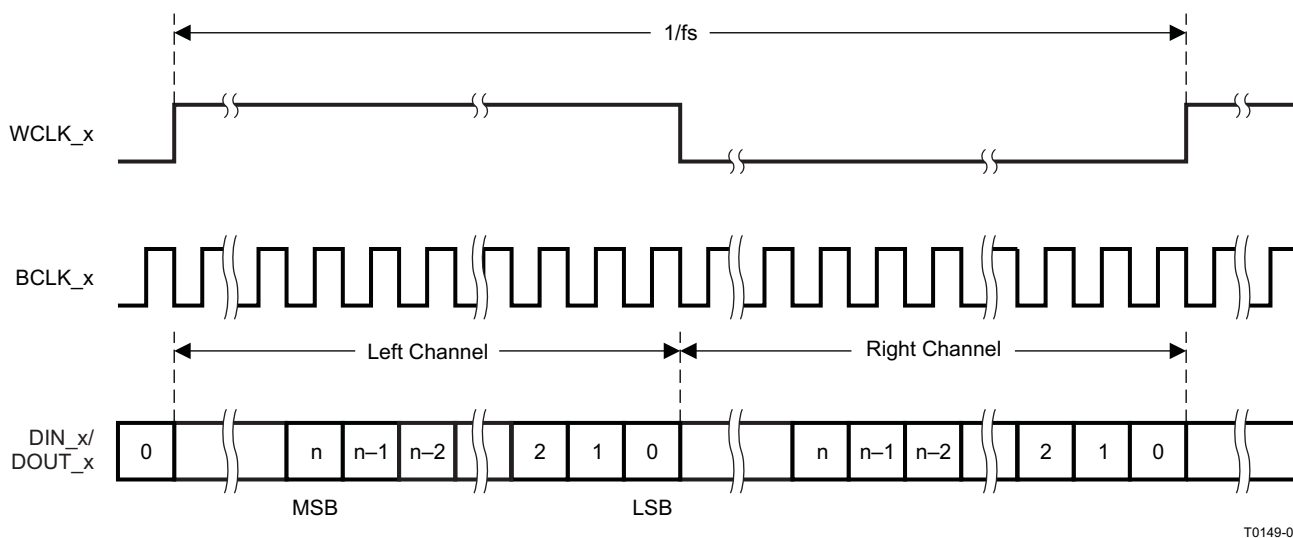 1/fs
WCLK_x
BCLK_x
Left Channel Right Channel
DIN_x/
DOUT_x
0 n n–1 n–2 2 1 0 n n–1 n–2 2 1 0
MSB LSB
T0149-0